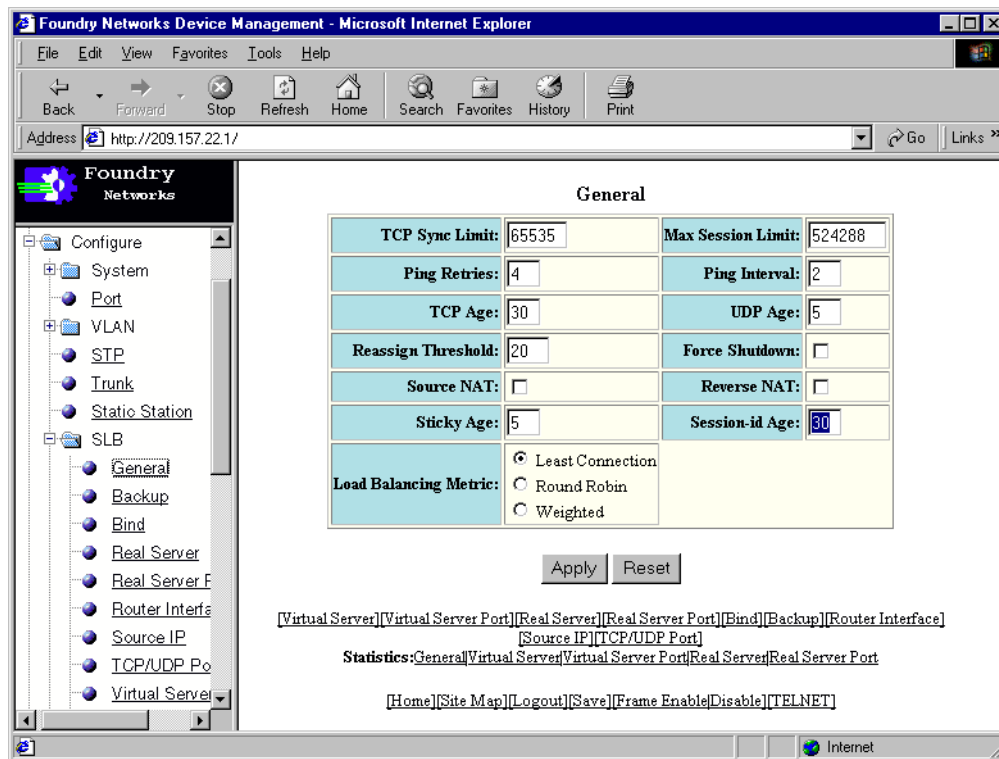 Foundry Networks Device Management - Microsoft Internet Explorer
File Edit View Favorites Tools Help
Back Forward Stop Refresh Home Search Favorites History Print
Address http://209.157.22.1/ Go Links »
Foundry
Networks
Configure
System
Port
VLAN
STP
Trunk
Static Station
SLB
General
Backup
Bind
Real Server
Real Server P
Router Interfa
Source IP
TCP/UDP Po
Virtual Server
General
TCP Sync Limit: 65535 Max Session Limit: 524288
Ping Retries: 4 Ping Interval: 2
TCP Age: 30 UDP Age: 5
Reassign Threshold: 20 Force Shutdown:
Source NAT: Reverse NAT:
Sticky Age: 5 Session-id Age: 30
Load Balancing Metric: Least Connection
Round Robin
Weighted
Apply Reset
[Virtual Server][Virtual Server Port][Real Server][Real Server Port][Bind][Backup][Router Interface]
[Source IP][TCP/UDP Port]
Statistics:General|Virtual Server|Virtual Server Port|Real Server|Real Server Port
[Home][Site Map][Logout][Save][Frame Enable|Disable][TELNET]
Internet